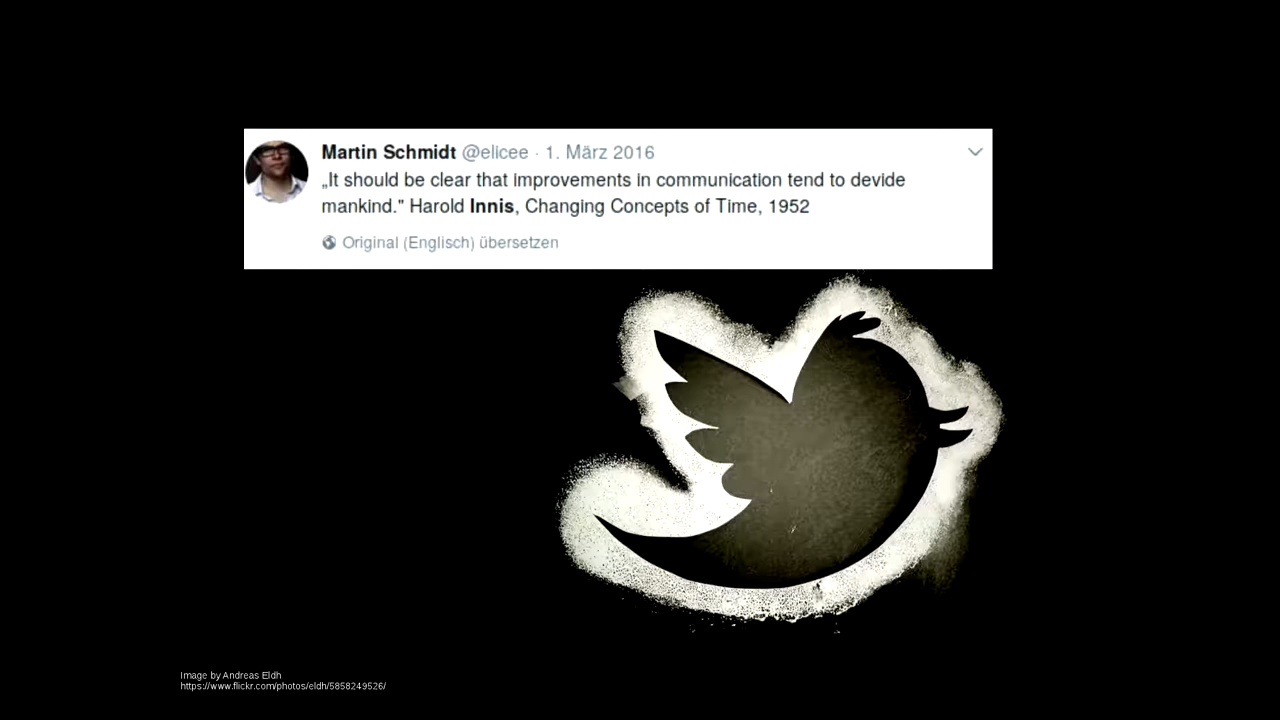 Martin Schmidt @elicee · 1. März 2016
„It should be clear that improvements in communication tend to devide
mankind." Harold Innis, Changing Concepts of Time, 1952
Original (Englisch) übersetzen
Image by Andreas Eldh
https://www.flickr.com/photos/eldh/5858249526/